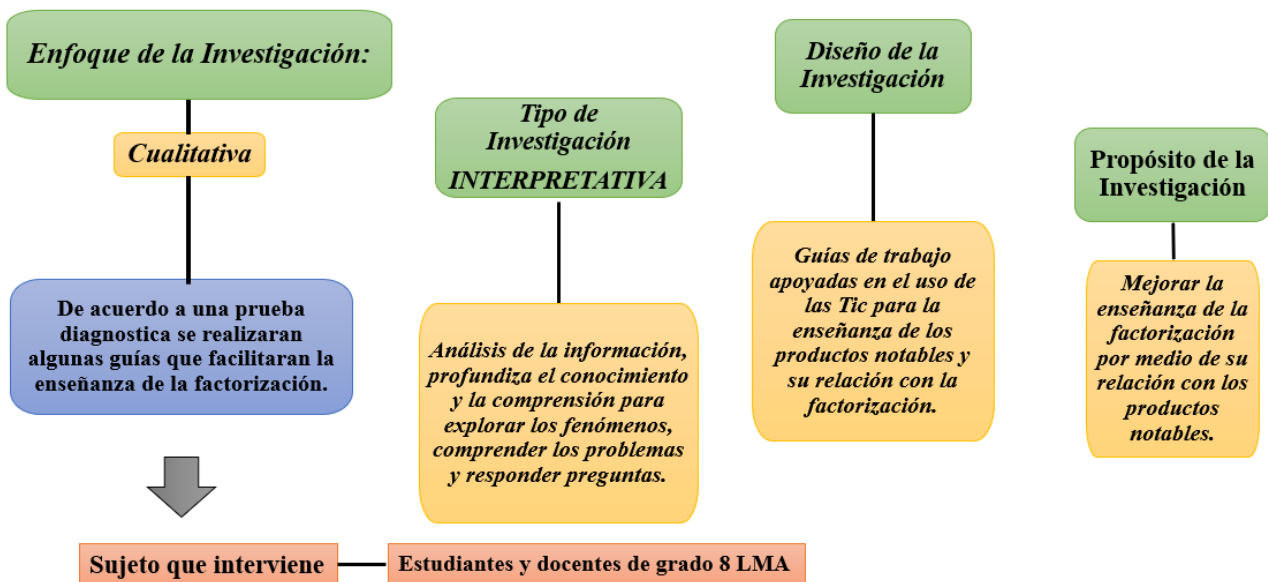 Enfoque de la Investigación:
Cualitativa
De acuerdo a una prueba
diagnostica se realizaran
algunas guías que facilitaran la
enseñanza de la factorización.
Sujeto que interviene
Estudiantes y docentes de grado 8 LMA
Tipo de
Investigación
INTERPRETATIVA
Análisis de la información,
profundiza el conocimiento
y la comprensión para
explorar los fenómenos,
comprender los problemas
y responder preguntas.
Diseño de la
Investigación
Guías de trabajo
apoyadas en el uso de
las Tic para la
enseñanza de los
productos notables y
su relación con la
factorización.
Propósito de la
Investigación
Mejorar la
enseñanza de la
factorización
por medio de su
relación con los
productos
notables.